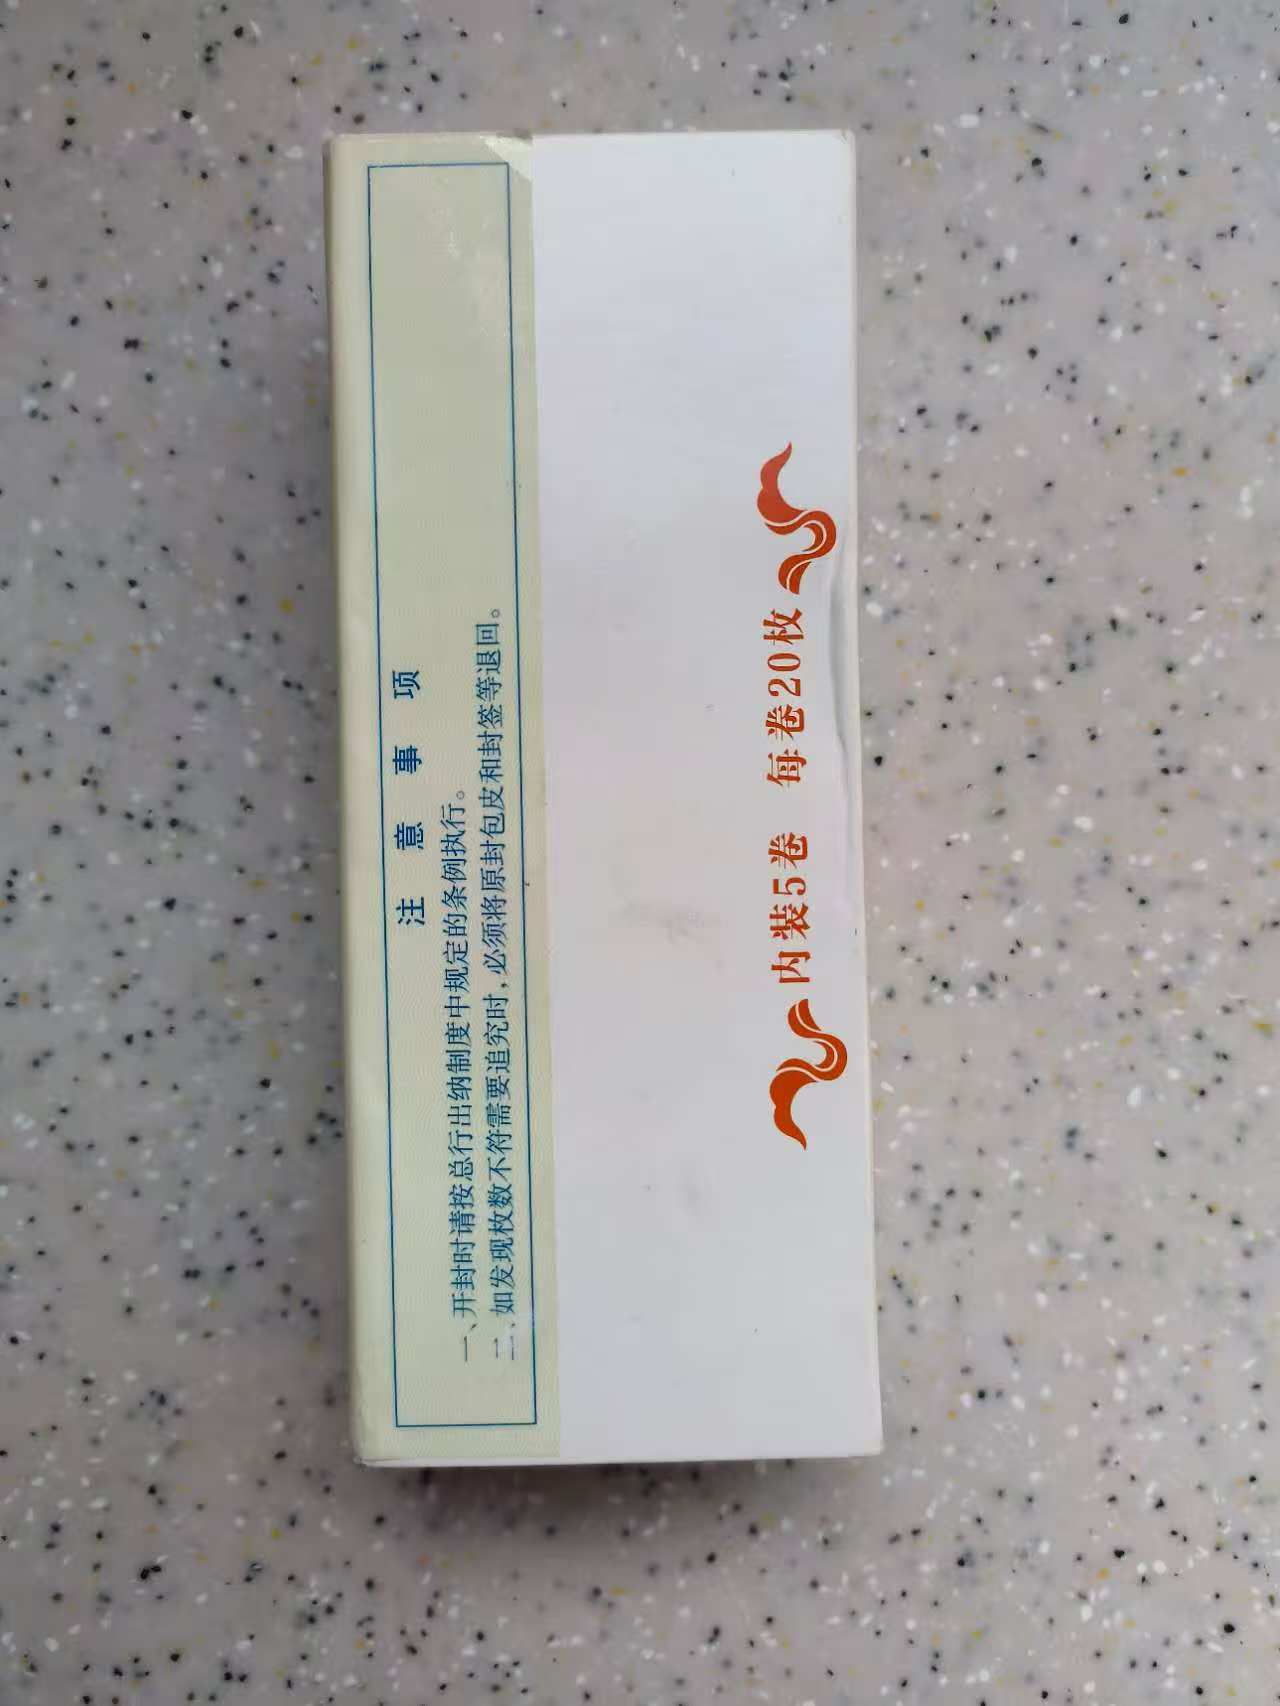 注意事项
一、开封时请按总行出纳制度中规定的条例执行。
二、如发现枚数不符需要追究时，必须将原封包皮和封签等退回。
内装5卷 每卷20枚